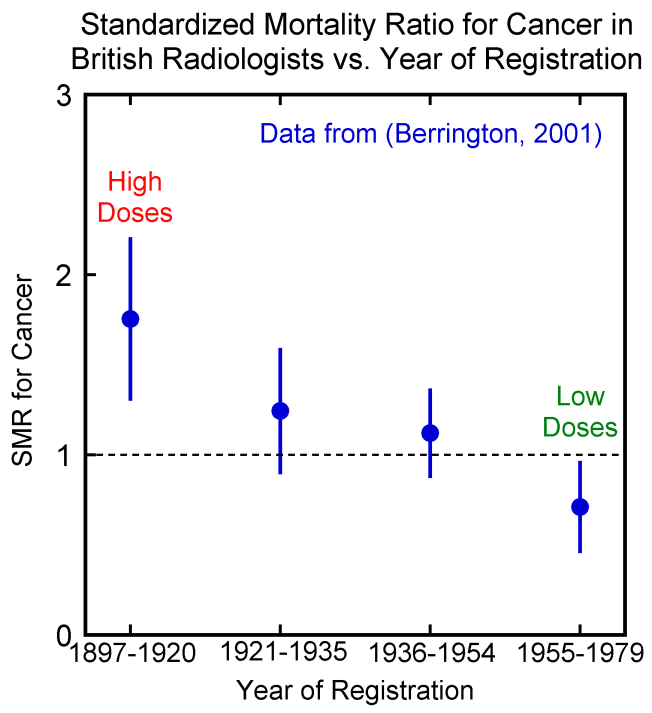 Standardized Mortality Ratio for Cancer in
British Radiologists vs. Year of Registration
3
Data from (Berrington, 2001)
High
Doses
2
SMR for Cancer
Low
Doses
1
0
1897-1920 1921-1935 1936-1954 1955-1979
Year of Registration